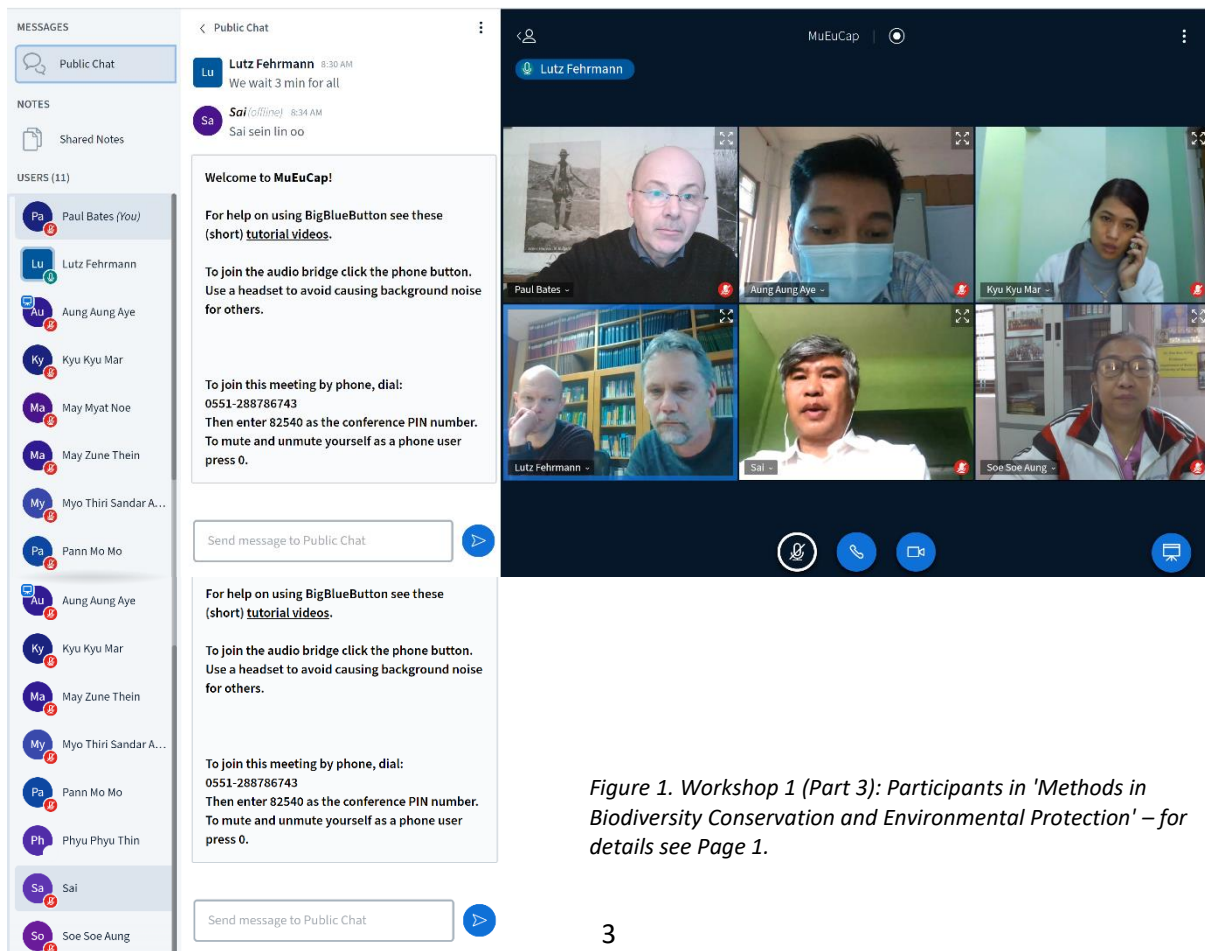 MESSAGES
Public Chat
NOTES
Shared Notes
USERS (11)
Pa
Paul Bates (You)
Lu
Lutz Fehrmann
Au
Aung Aung Aye
Ky
Kyu Kyu Mar
Ma
May Myat Noe
Ma
May Zune Thein
My
Myo Thiri Sandar A...
Pa
Pann Mo Mo
Au
Aung Aung Aye
Ky
Kyu Kyu Mar
Ma
May Zune Thein
My
Myo Thiri Sandar A...
Pa
Pann Mo Mo
Ph
Phyu Phyu Thin
Sa
Sai
So
Soe Soe Aung
Public Chat
Lu
Lutz Fehrmann 8:30 AM
We wait 3 min for all
Sa
Sai (offline) 8:34 AM
Sai sein lin oo
Welcome to MuEuCap!
For help on using BigBlueButton see these
(short) tutorial videos.
To join the audio bridge click the phone button.
Use a headset to avoid causing background noise
for others.
To join this meeting by phone, dial:
0551-288786743
Then enter 82540 as the conference PIN number.
To mute and unmute yourself as a phone user
press 0.
Send message to Public Chat
For help on using BigBlueButton see these
(short) tutorial videos.
To join the audio bridge click the phone button.
Use a headset to avoid causing background noise
for others.
To join this meeting by phone, dial:
0551-288786743
Then enter 82540 as the conference PIN number.
To mute and unmute yourself as a phone user
press 0.
Send message to Public Chat
MuEuCap
Lutz Fehrmann
Paul Bates
Aung Aung Aye
Kyu Kyu Mar
Lutz Fehrmann
Sai
Soe Soe Aung
Figure 1. Workshop 1 (Part 3): Participants in 'Methods in
Biodiversity Conservation and Environmental Protection' – for
details see Page 1.
3